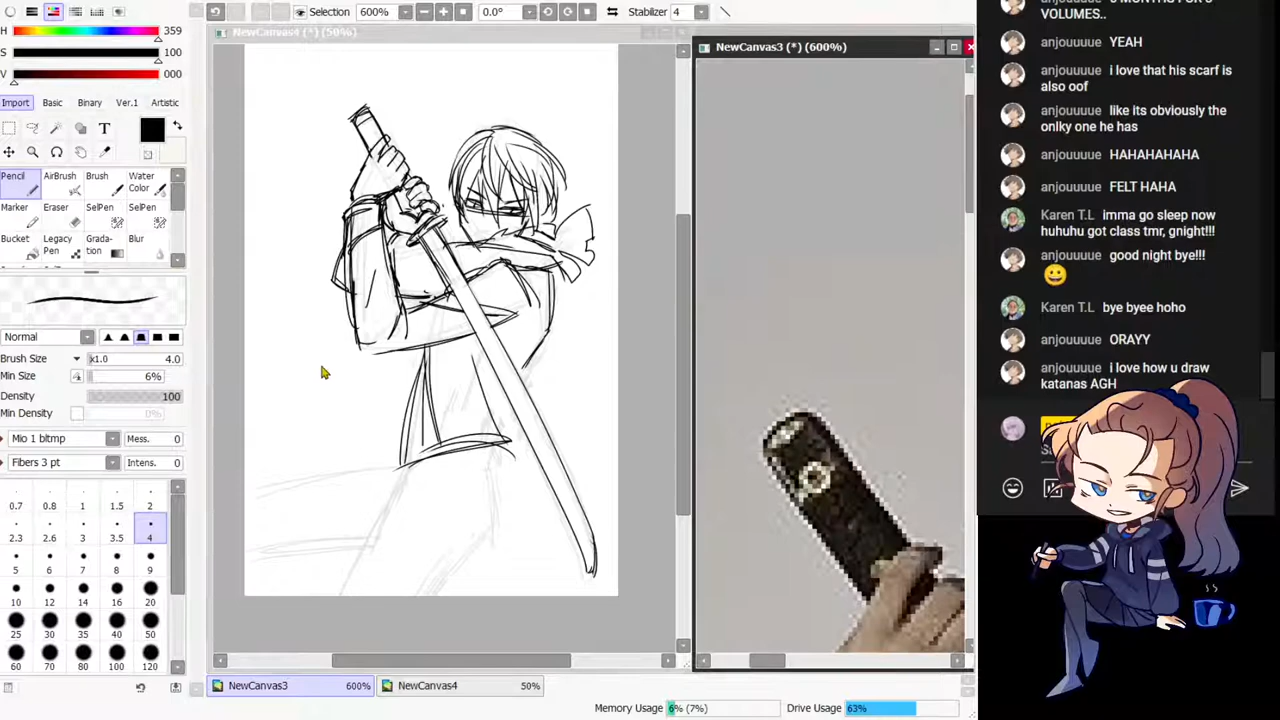 Selection
600%
0.0°
Stabilizer 4
NewCanvas4 (*) (50%)
NewCanvas3 (*) (600%)
H
359
S
100
V
000
Import
Basic
Binary
Ver.1
Artistic
T
Pencil
AirBrush
Brush
Water
Color
Marker
Eraser
SelPen
SelPen
Bucket
Legacy
Pen
Grada-
tion
Blur
Normal
Brush Size
x1.0
4.0
Min Size
6%
Density
100
Min Density
0%
Mio 1 bltmp
Mess. 0
Fibers 3 pt
Intens. 0
0.7 0.8 1 1.5 2
2.3 2.6 3 3.5 4
5 6 7 8 9
10 12 14 16 20
25 30 35 40 50
60 70 80 100 120
NewCanvas3
600%
NewCanvas4
50%
Memory Usage
6% (7%)
Drive Usage
63%
VOLUMES..
anjouuuue YEAH
anjouuuue i love that his scarf is
also oof
anjouuuue like its obviously the
onlky one he has
anjouuuue HAHAHAHAHA
anjouuuue FELT HAHA
Karen T.L imma go sleep now
huhuhu got class tmr, gnight!!!
anjouuuue good night bye!!!
Karen T.L bye byee hoho
anjouuuue ORAYY
anjouuuue i love how u draw
katanas AGH